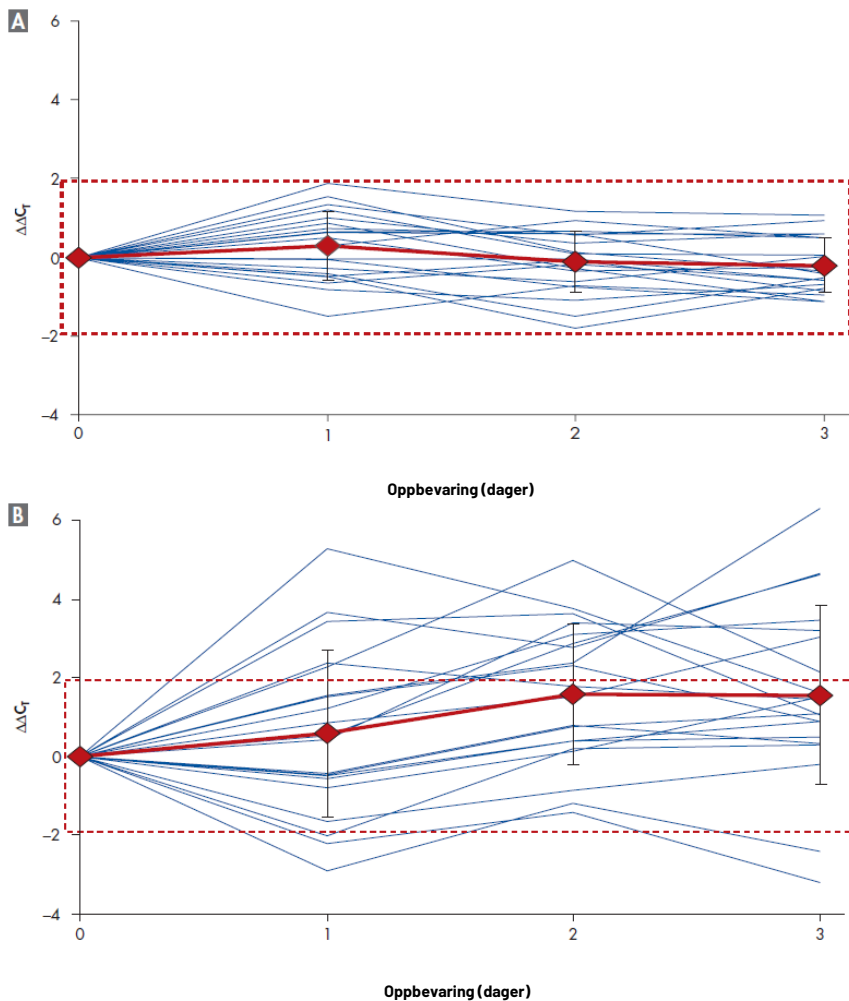 A
6
4
2
0
–2
–4
ΔΔCT
0 1 2 3
Oppbevaring (dager)
B
6
4
2
0
–2
–4
ΔΔCT
0 1 2 3
Oppbevaring (dager)